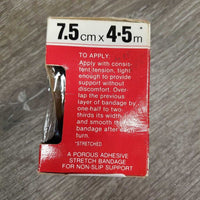 7.5cm x 4·5m
TO APPLY:
Apply with consis-
tent tension, tight
enough to provide
support without
discomfort. Over-
lap the previous
layer of bandage by
one-half to two-
thirds its width
and smooth the
bandage after each
turn.
*STRETCHED
A POROUS ADHESIVE
STRETCH BANDAGE
FOR NON-SLIP SUPPORT